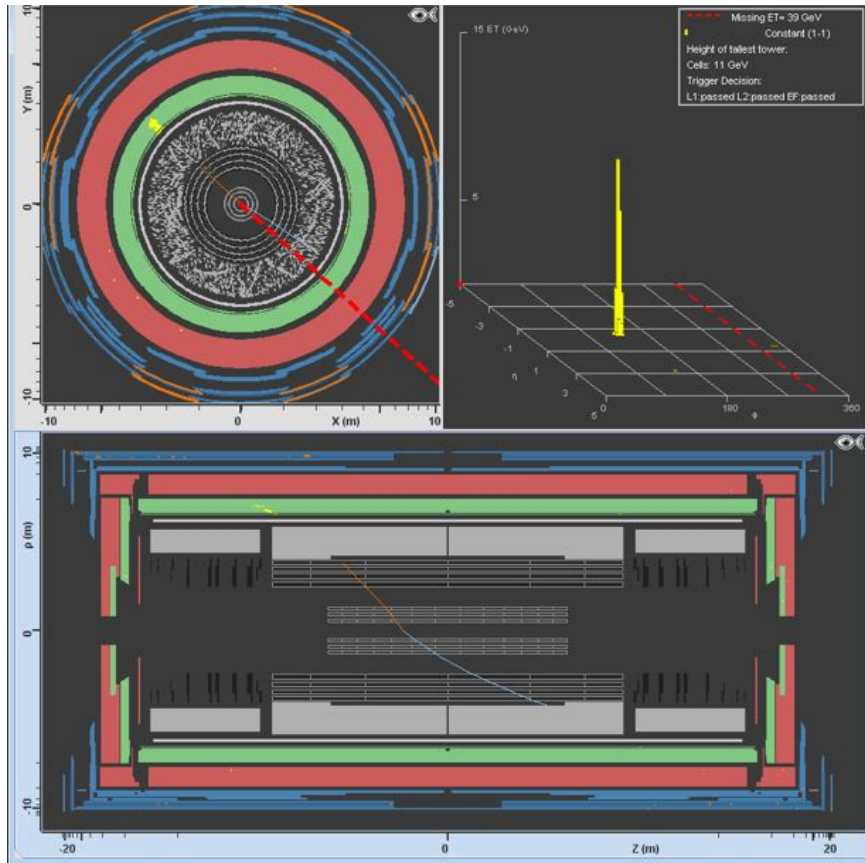 10
Y (m)
0
-10
-10
0
X (m)
10
15 ET (GeV)
5
-5
-3
-1
η
1
3
5
0
180
Φ
360
Missing ET= 39 GeV
Constant (1-1)
Height of tallest tower:
Cells: 11 GeV
Trigger Decision:
L1:passed L2:passed EF:passed
10
ρ (m)
0
-10
-20
0
Z (m)
20